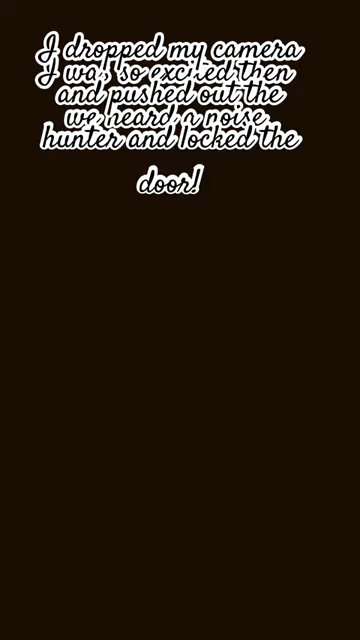 I dropped my camera
I was so excited then
and pushed out the
we heard a noise
hunter and locked the
door!